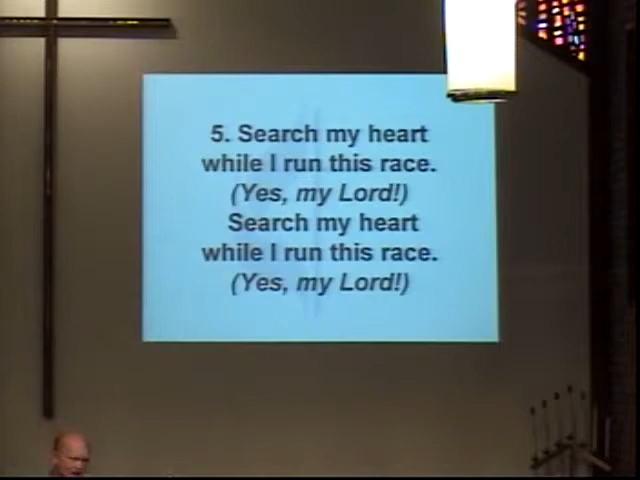 5. Search my heart
while I run this race.
(Yes, my Lord!)
Search my heart
while I run this race.
(Yes, my Lord!)